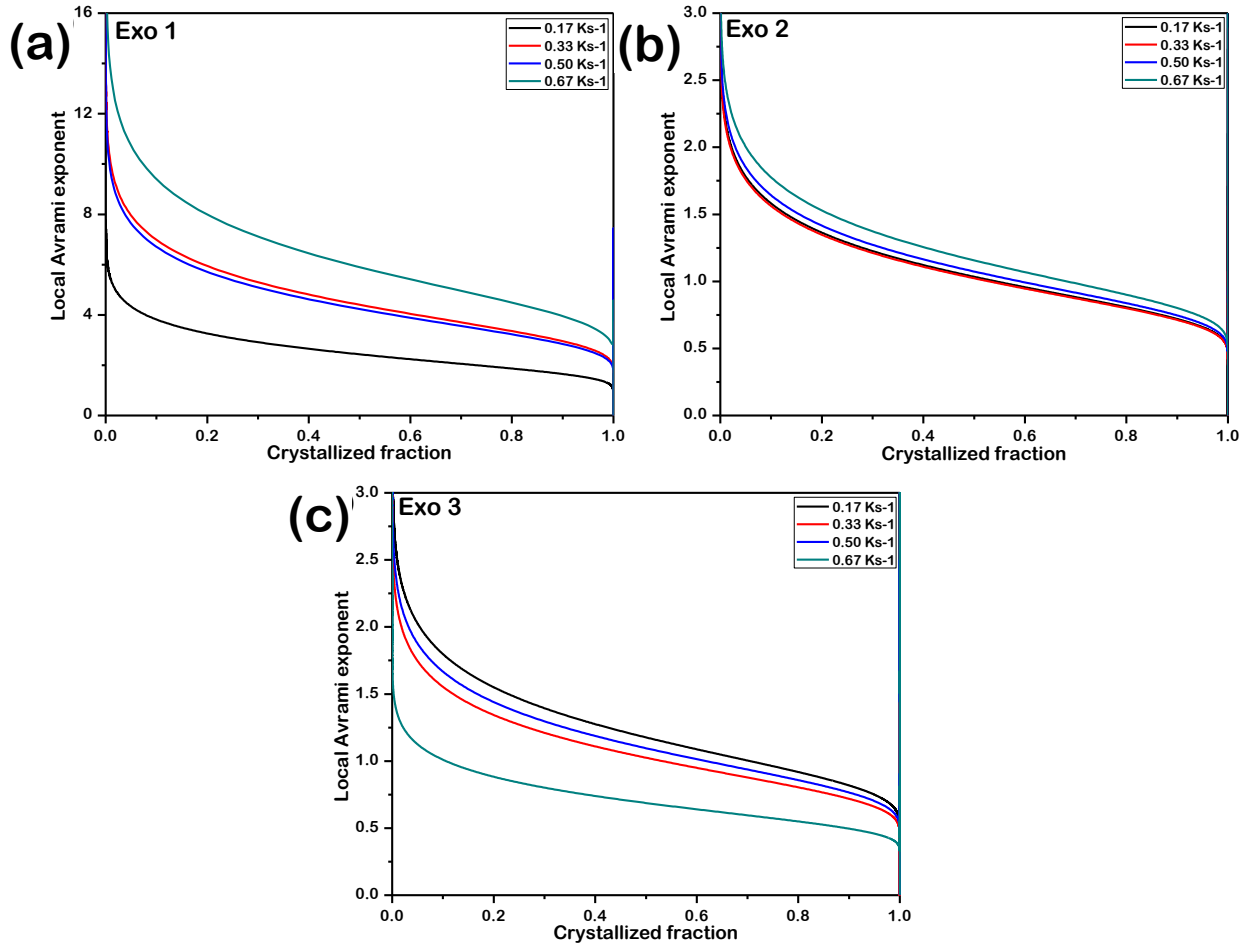 (a)
Exo 1
0.17 Ks-1
0.33 Ks-1
0.50 Ks-1
0.67 Ks-1
16
12
8
4
0
Local Avrami exponent
0.0 0.2 0.4 0.6 0.8 1.0
Crystallized fraction
(b)
Exo 2
0.17 Ks-1
0.33 Ks-1
0.50 Ks-1
0.67 Ks-1
3.0
2.5
2.0
1.5
1.0
0.5
0.0
Local Avrami exponent
0.0 0.2 0.4 0.6 0.8 1.0
Crystallized fraction
(c)
Exo 3
0.17 Ks-1
0.33 Ks-1
0.50 Ks-1
0.67 Ks-1
3.0
2.5
2.0
1.5
1.0
0.5
0.0
Local Avrami exponent
0.0 0.2 0.4 0.6 0.8 1.0
Crystallized fraction